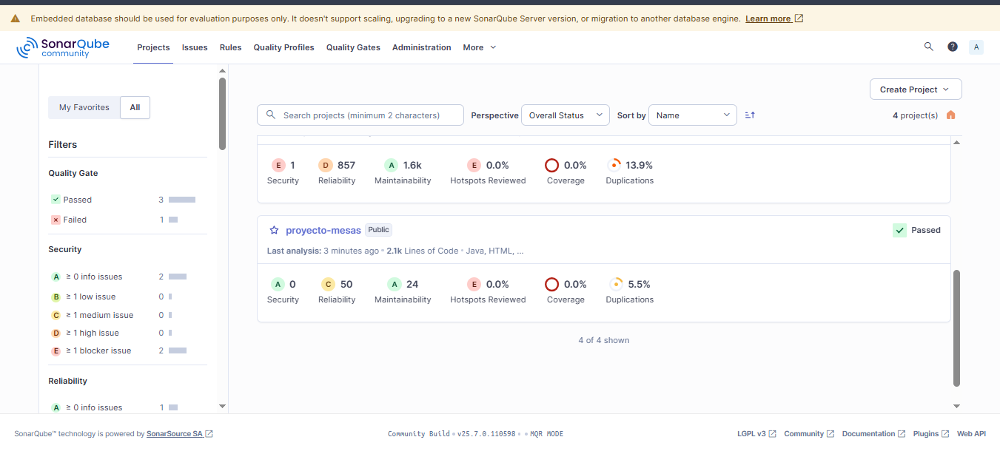 Embedded database should be used for evaluation purposes only. It doesn't support scaling, upgrading to a new SonarQube Server version, or migration to another database engine. Learn more
SonarQube community
Projects Issues Rules Quality Profiles Quality Gates Administration More
? A
My Favorites All
Filters
Quality Gate
Passed 3
Failed 1
Security
A ≥ 0 info issues 2
B ≥ 1 low issue 0
C ≥ 1 medium issue 0
D ≥ 1 high issue 0
E ≥ 1 blocker issue 2
Reliability
A ≥ 0 info issues 1
Create Project
Search projects (minimum 2 characters) Perspective Overall Status Sort by Name 4 project(s)
E 1 D 857 A 1.6k E 0.0% 0.0% 13.9%
Security Reliability Maintainability Hotspots Reviewed Coverage Duplications
proyecto-mesas Public Passed
Last analysis: 3 minutes ago • 2.1k Lines of Code • Java, HTML, ...
A 0 C 50 A 24 E 0.0% 0.0% 5.5%
Security Reliability Maintainability Hotspots Reviewed Coverage Duplications
4 of 4 shown
SonarQube™ technology is powered by SonarSource SA Community Build • v25.7.0.110598 • • MQR MODE LGPL v3 Community Documentation Plugins Web API